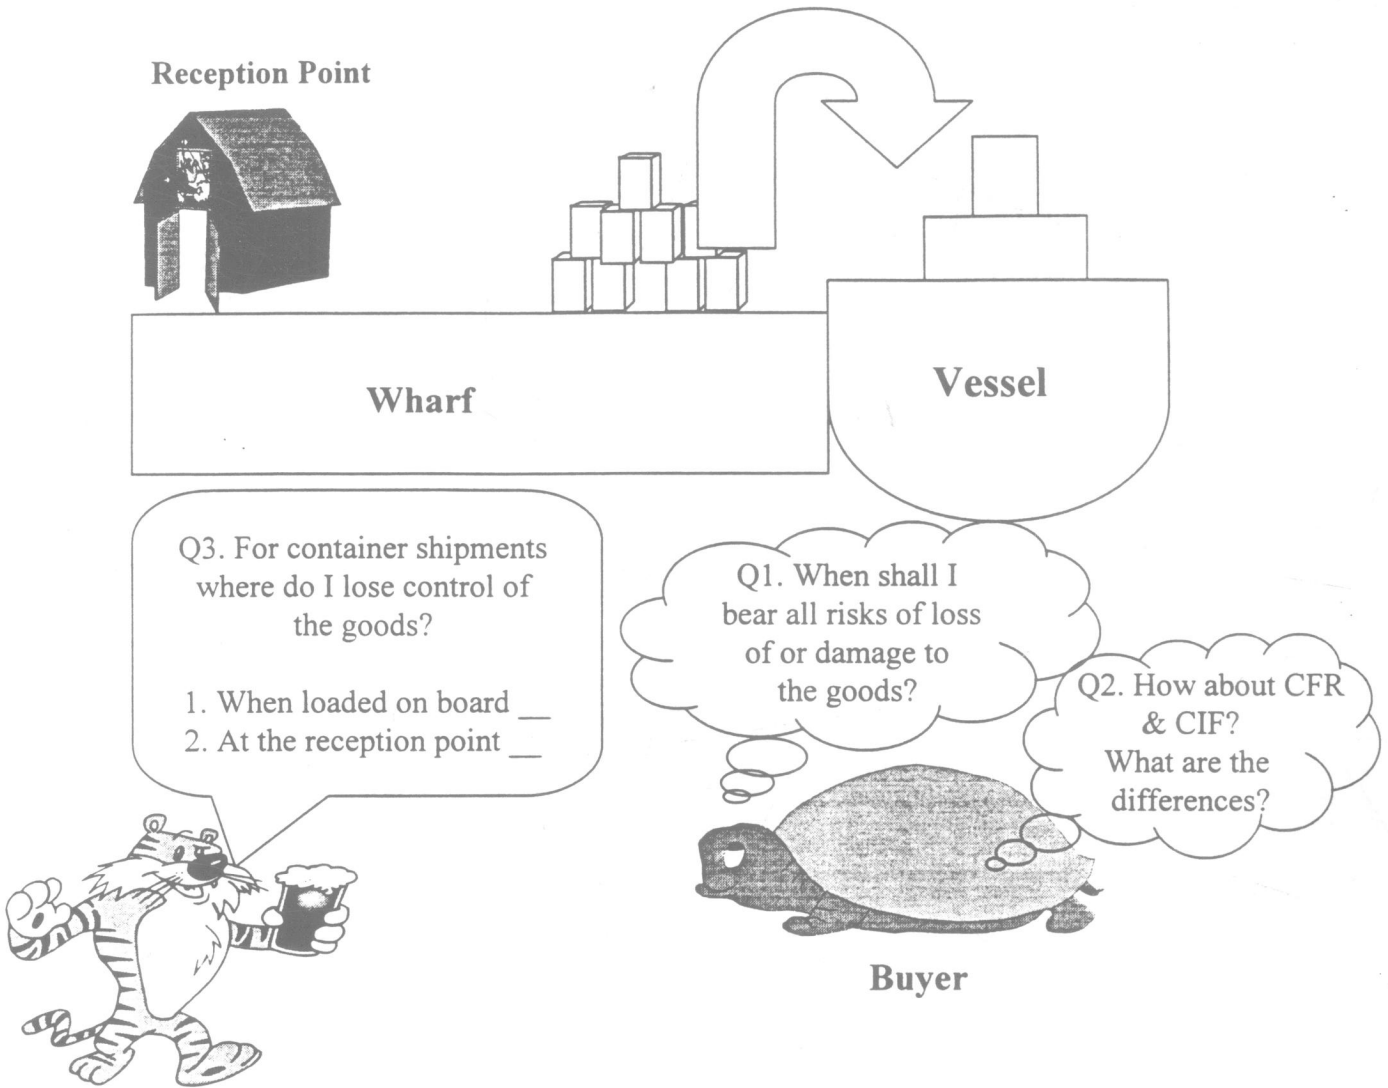 Reception Point
Wharf
Vessel
Q3. For container shipments
where do I lose control of
the goods?
1. When loaded on board __
2. At the reception point __
Q1. When shall I
bear all risks of loss
of or damage to
the goods?
Q2. How about CFR
& CIF?
What are the
differences?
Buyer